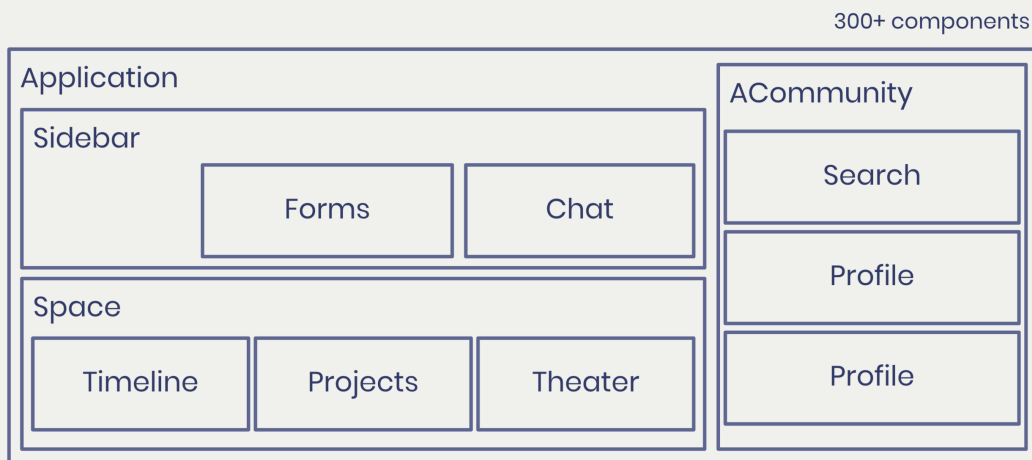 300+ components
Application
Sidebar
Forms
Chat
Space
Timeline
Projects
Theater
ACommunity
Search
Profile
Profile